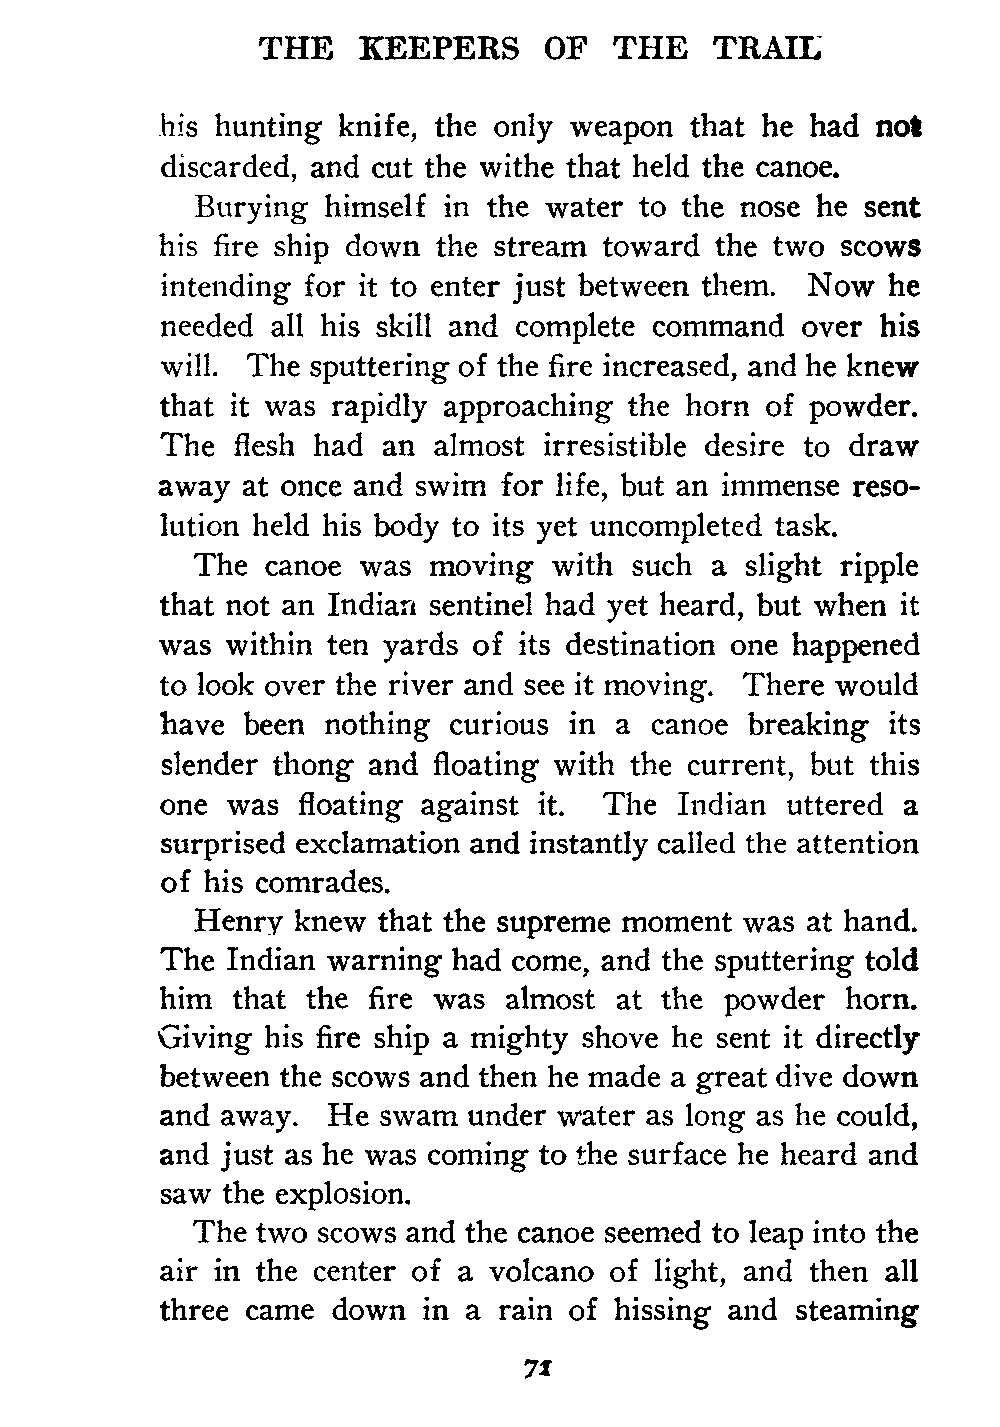 THE KEEPERS OF THE TRAIL
his hunting knife, the only weapon that he had not
discarded, and cut the withe that held the canoe.
Burying himself in the water to the nose he sent
his fire ship down the stream toward the two scows
intending for it to enter just between them. Now he
needed all his skill and complete command over his
will. The sputtering of the fire increased, and he knew
that it was rapidly approaching the horn of powder.
The flesh had an almost irresistible desire to draw
away at once and swim for life, but an immense reso-
lution held his body to its yet uncompleted task.
The canoe was moving with such a slight ripple
that not an Indian sentinel had yet heard, but when it
was within ten yards of its destination one happened
to look over the river and see it moving. There would
have been nothing curious in a canoe breaking its
slender thong and floating with the current, but this
one was floating against it. The Indian uttered a
surprised exclamation and instantly called the attention
of his comrades.
Henry knew that the supreme moment was at hand.
The Indian warning had come, and the sputtering told
him that the fire was almost at the powder horn.
Giving his fire ship a mighty shove he sent it directly
between the scows and then he made a great dive down
and away. He swam under water as long as he could,
and just as he was coming to the surface he heard and
saw the explosion.
The two scows and the canoe seemed to leap into the
air in the center of a volcano of light, and then all
three came down in a rain of hissing and steaming
71